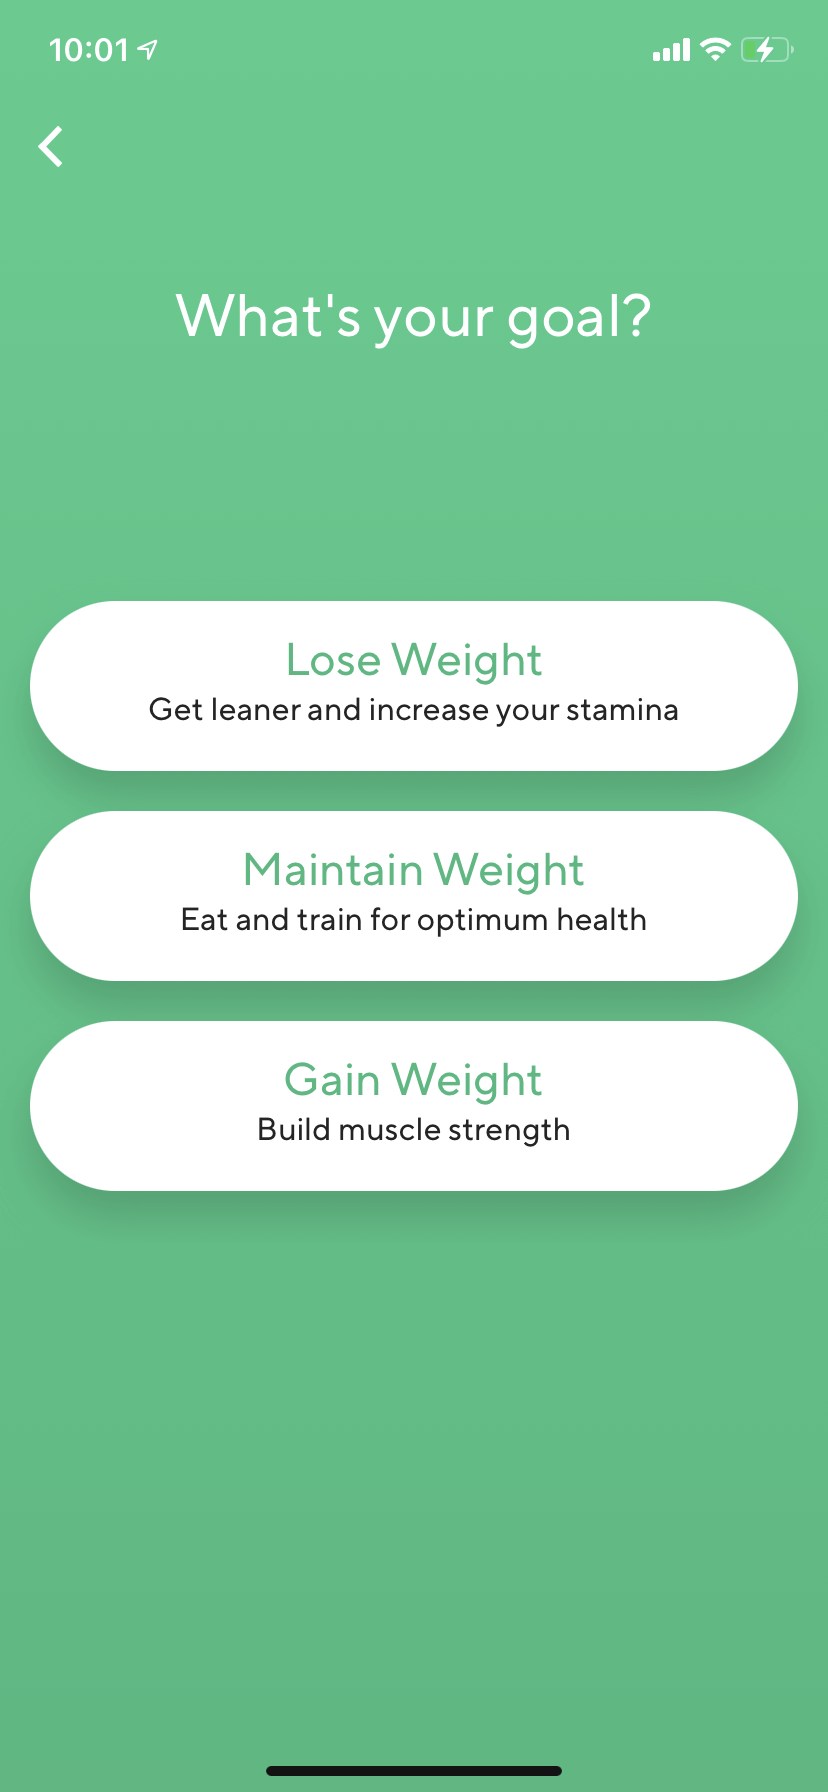 10:01
What's your goal?
Lose Weight
Get leaner and increase your stamina
Maintain Weight
Eat and train for optimum health
Gain Weight
Build muscle strength